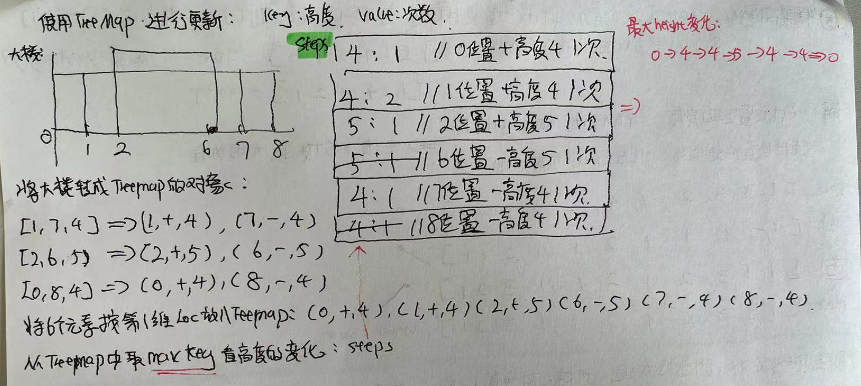 使用TreeMap 进行更新: key:高度, value:次数.
大楼:
0 1 2 6 7 8
steps
4 : 1 // 0位置+高度4 1次.
4 : 2 // 1位置+高度4 1次
5 : 1 // 2位置+高度5 1次
5 : 1 // 6位置-高度5 1次
4 : 1 // 7位置-高度4 1次.
4 : 1 // 8位置-高度4 1次.
=>
最大height变化:
0→4→4→5→4→4→0
将大楼转成Treemap的对象:
[1,7,4] => (1,+,4), (7,-,4)
[2,6,5] => (2,+,5), (6,-,5)
[0,8,4] => (0,+,4), (8,-,4)
将6个元素按第1维Loc放入Treemap: (0,+,4),(1,+,4)(2,+,5)(6,-,5)(7,-,4)(8,-,4).
从Treemap中取max key 看高度的变化: steps